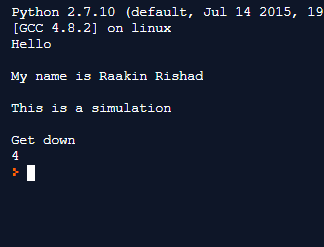 Python 2.7.10 (default, Jul 14 2015, 19
[GCC 4.8.2] on linux
Hello
My name is Raakin Rishad
This is a simulation
Get down
4
>